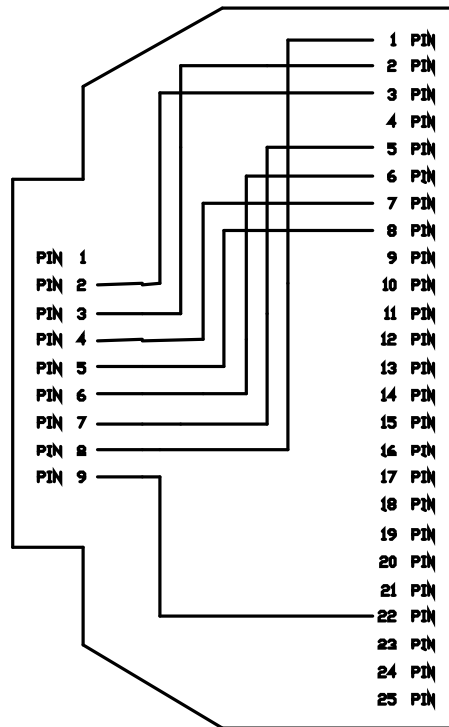 1 PIN
2 PIN
3 PIN
4 PIN
5 PIN
6 PIN
7 PIN
8 PIN
PIN 1 9 PIN
PIN 2 10 PIN
PIN 3 11 PIN
PIN 4 12 PIN
PIN 5 13 PIN
PIN 6 14 PIN
PIN 7 15 PIN
PIN 8 16 PIN
PIN 9 17 PIN
18 PIN
19 PIN
20 PIN
21 PIN
22 PIN
23 PIN
24 PIN
25 PIN